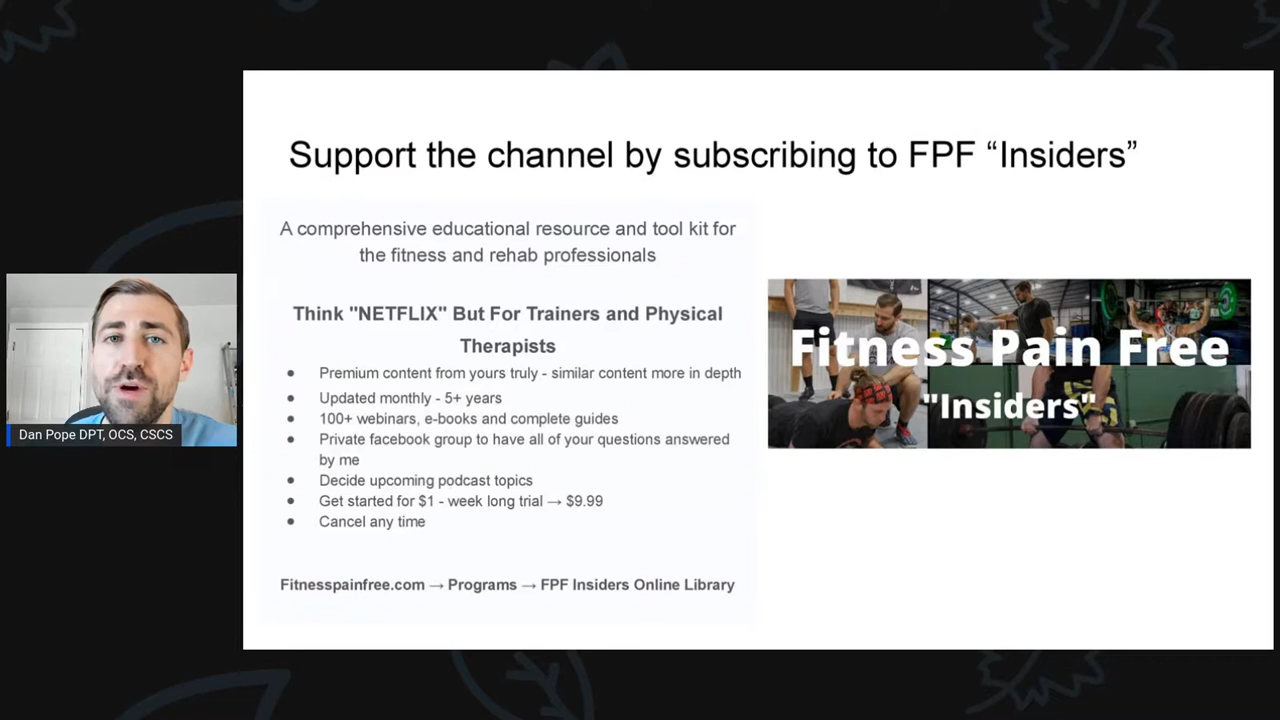 Support the channel by subscribing to FPF “Insiders”
A comprehensive educational resource and tool kit for
the fitness and rehab professionals
Think "NETFLIX" But For Trainers and Physical
Therapists
● Premium content from yours truly - similar content more in depth
● Updated monthly - 5+ years
● 100+ webinars, e-books and complete guides
● Private facebook group to have all of your questions answered
by me
● Decide upcoming podcast topics
● Get started for $1 - week long trial → $9.99
● Cancel any time
Fitnesspainfree.com → Programs → FPF Insiders Online Library
Fitness Pain Free
"Insiders"
Dan Pope DPT, OCS, CSCS